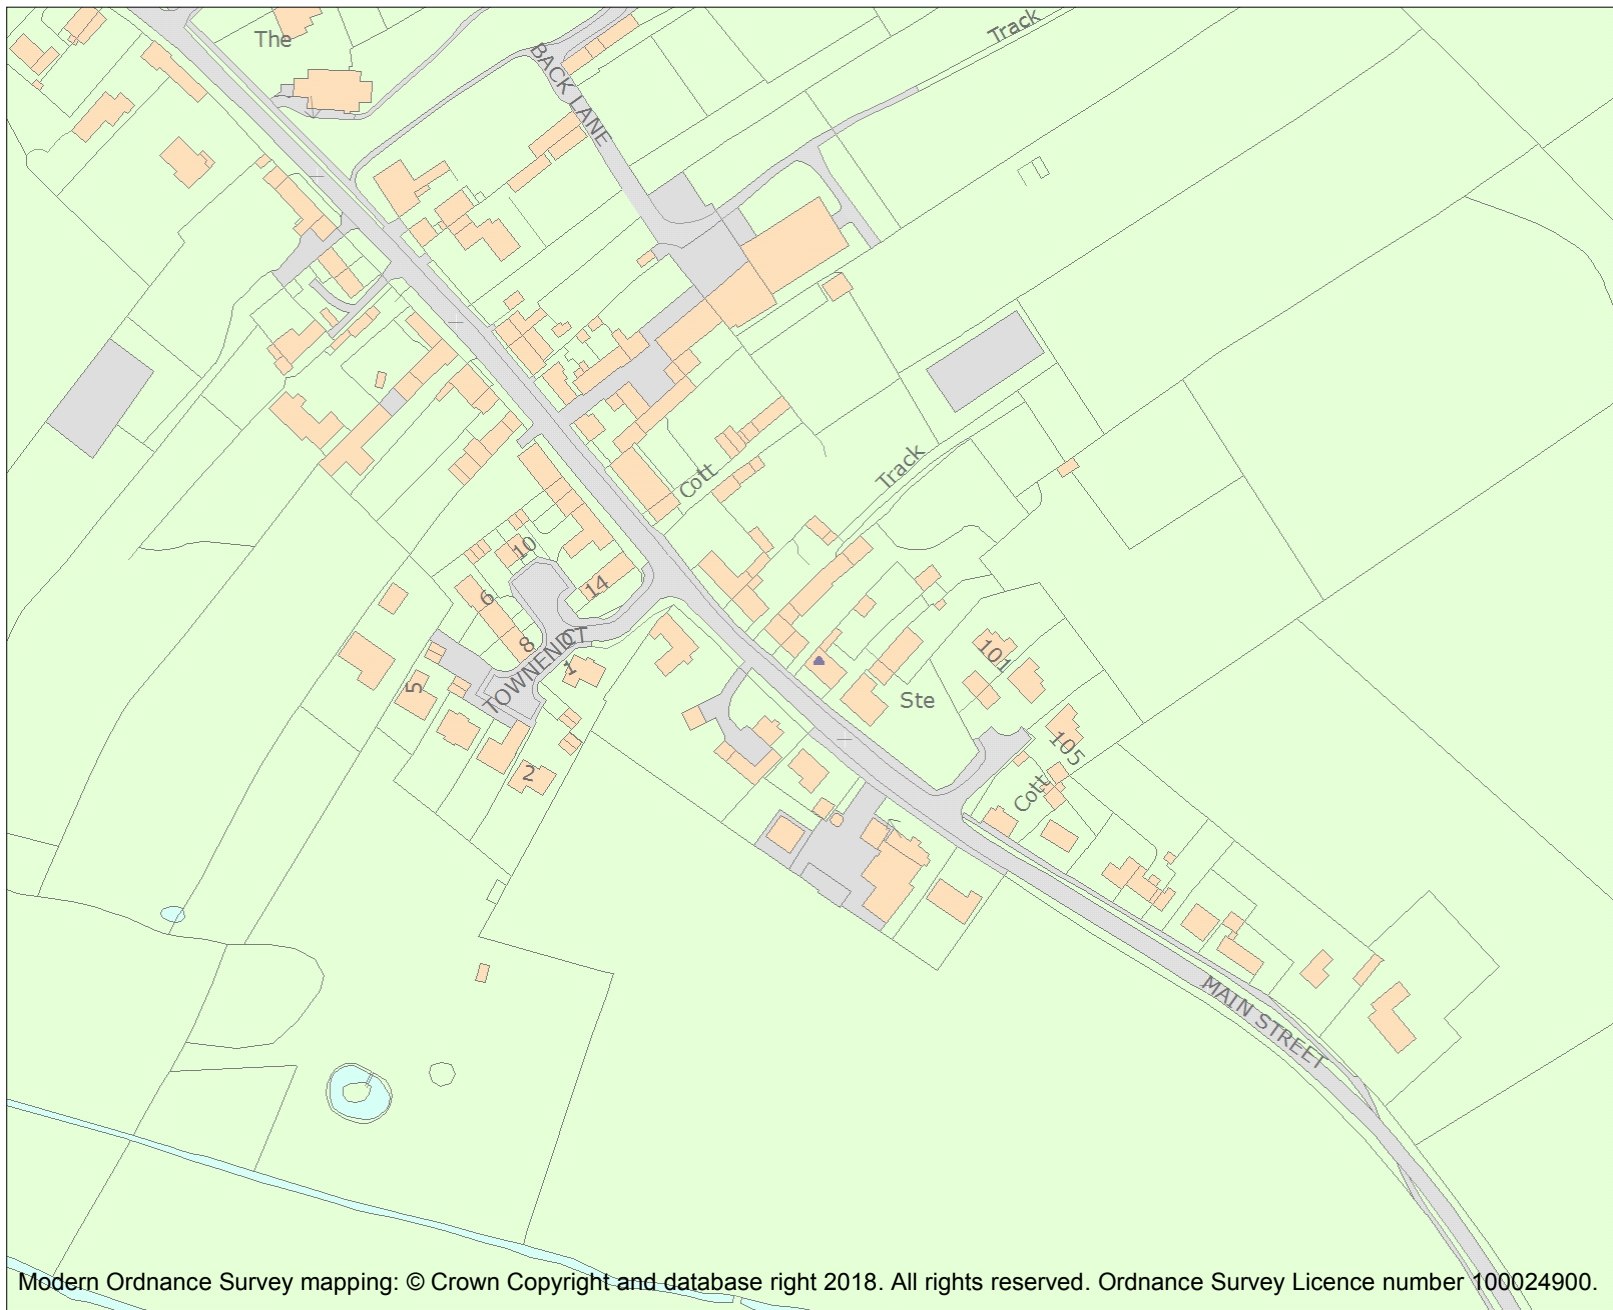 The
Track
BACK LANE
Cott
Track
10
14
6
8
TOWNEND CT
1
5
2
101
Ste
105
Cott
MAIN STREET
Modern Ordnance Survey mapping: © Crown Copyright and database right 2018. All rights reserved. Ordnance Survey Licence number 100024900.